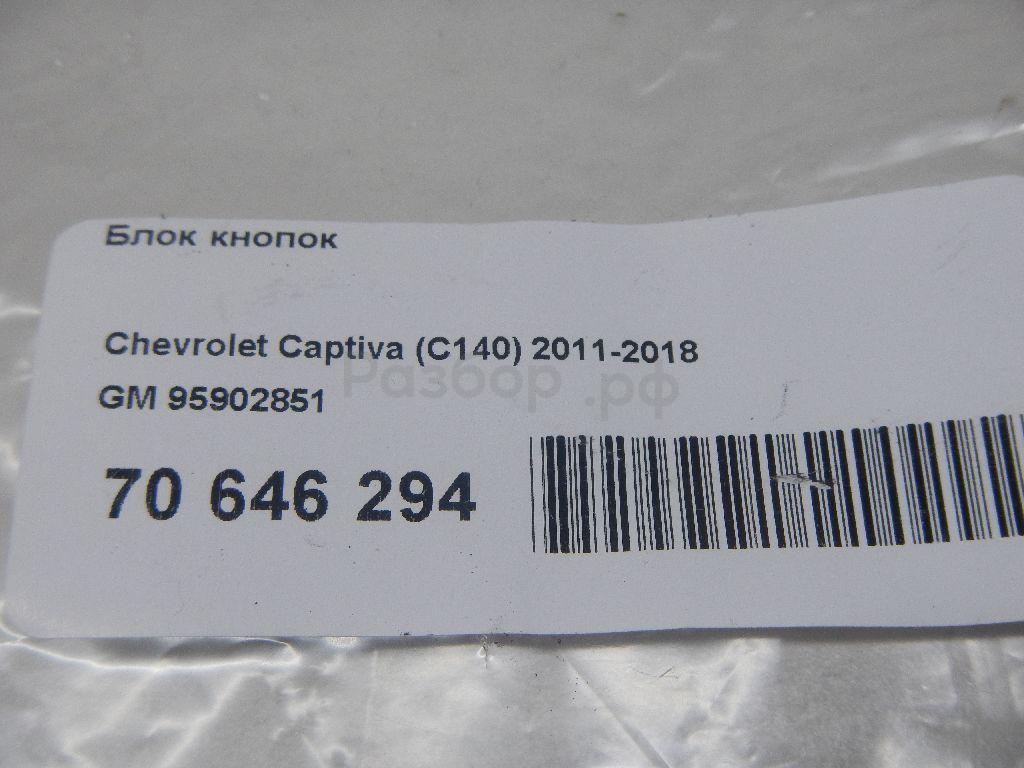 Блок кнопок
Chevrolet Captiva (C140) 2011-2018
Разбор.рф
GM 95902851
70 646 294